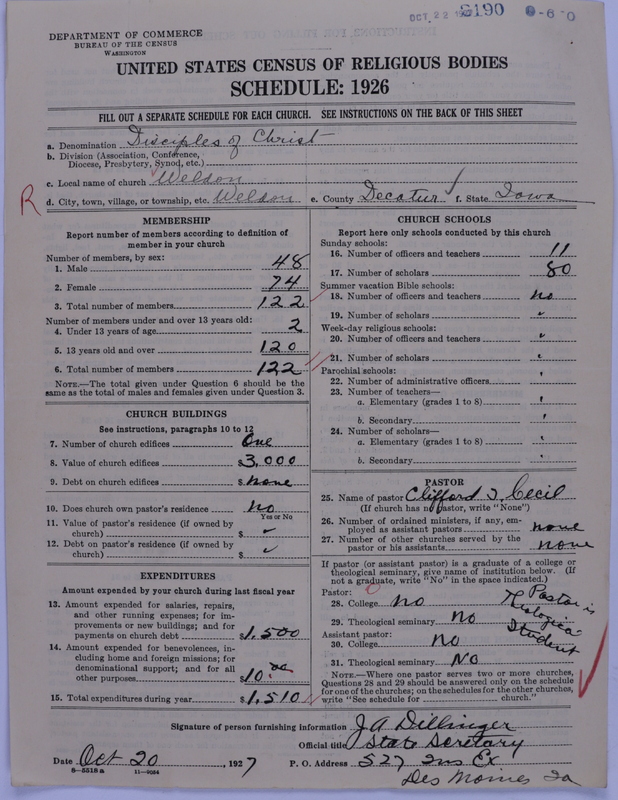 OCT 22 1927 8190 -6-0
DEPARTMENT OF COMMERCE
BUREAU OF THE CENSUS
WASHINGTON
UNITED STATES CENSUS OF RELIGIOUS BODIES
SCHEDULE: 1926
FILL OUT A SEPARATE SCHEDULE FOR EACH CHURCH. SEE INSTRUCTIONS ON THE BACK OF THIS SHEET
a. Denomination Disciples of Christ
b. Division (Association, Conference,
Diocese, Presbytery, Synod, etc.)
c. Local name of church Weldon
R d. City, town, village, or township, etc. Weldon e. County Decatur f. State Iowa
MEMBERSHIP
Report number of members according to definition of
member in your church
Number of members, by sex:
1. Male 48
2. Female 74
3. Total number of members 122
Number of members under and over 13 years old:
4. Under 13 years of age 2
5. 13 years old and over 120
6. Total number of members 122
NOTE.—The total given under Question 6 should be the
same as the total of males and females given under Question 3.
CHURCH BUILDINGS
See instructions, paragraphs 10 to 12
7. Number of church edifices One
8. Value of church edifices $3,000
9. Debt on church edifices $ none
10. Does church own pastor's residence no
Yes or No
11. Value of pastor's residence (if owned by
church) $ ✓
12. Debt on pastor's residence (if owned by
church) $ ✓
EXPENDITURES
Amount expended by your church during last fiscal year
13. Amount expended for salaries, repairs,
and other running expenses; for im-
provements or new buildings; and for
payments on church debt $1,500
14. Amount expended for benevolences, in-
cluding home and foreign missions; for
denominational support; and for all
other purposes $10.00
15. Total expenditures during year $1,510
CHURCH SCHOOLS
Report here only schools conducted by this church
Sunday schools:
16. Number of officers and teachers 11
17. Number of scholars 80
Summer vacation Bible schools:
18. Number of officers and teachers no
19. Number of scholars "
Week-day religious schools:
20. Number of officers and teachers "
21. Number of scholars "
Parochial schools:
22. Number of administrative officers '
23. Number of teachers—
a. Elementary (grades 1 to 8) '
b. Secondary '
24. Number of scholars—
a. Elementary (grades 1 to 8) '
b. Secondary '
PASTOR
25. Name of pastor Clifford I. Cecil
(If church has no pastor, write "None")
26. Number of ordained ministers, if any, em-
ployed as assistant pastors none
27. Number of other churches served by the
pastor or his assistants none
If pastor (or assistant pastor) is a graduate of a college or
theological seminary, give name of institution below. (If
not a graduate, write "No" in the space indicated.)
Pastor:
28. College no
29. Theological seminary No
Pastor is
Theological
Student
Assistant pastor:
30. College No
31. Theological seminary No
NOTE.—Where one pastor serves two or more churches,
Questions 28 and 29 should be answered only on the schedule
for one of the churches; on the schedules for the other churches,
write "See schedule for church."
Signature of person furnishing information J A Dillinger
Official title State Secretary
Date Oct 20, 1927 P. O. Address 527 Ins Ex
8-5518a 11-9034
Des Moines Ia